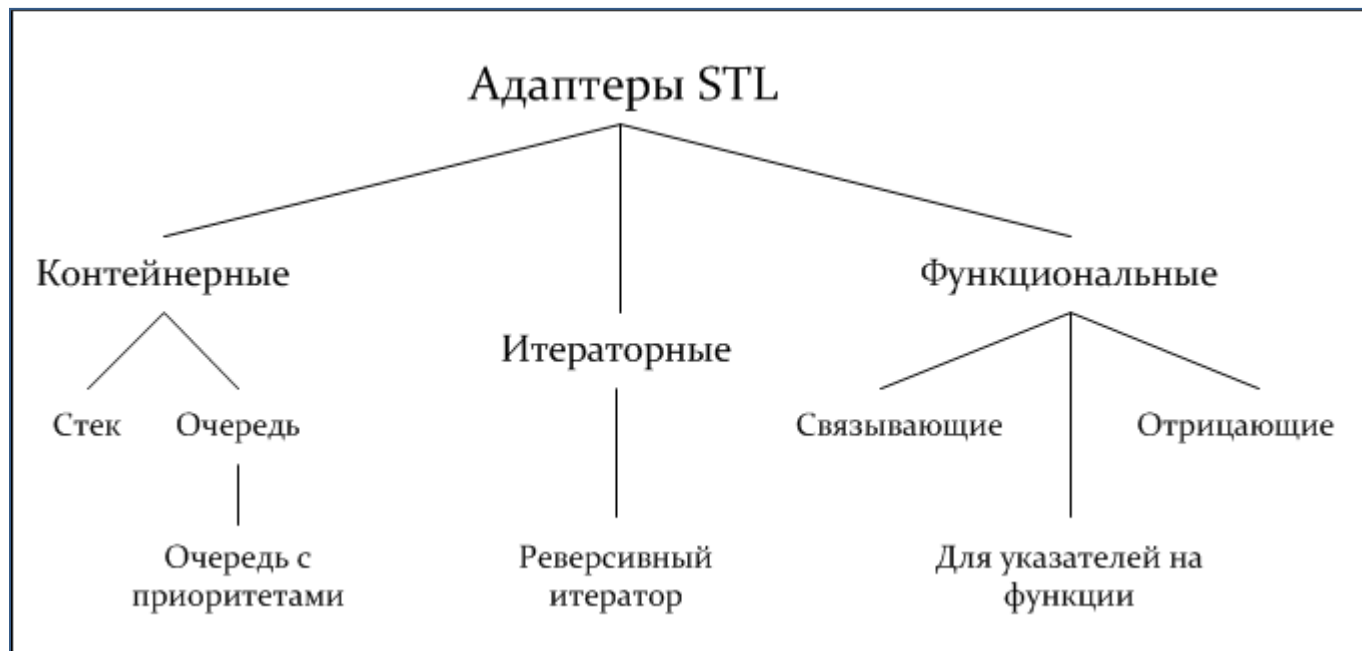 Адаптеры STL
Контейнерные
Функциональные
Итераторные
Стек
Очередь
Связывающие
Отрицающие
Очередь с
приоритетами
Реверсивный
итератор
Для указателей на
функции